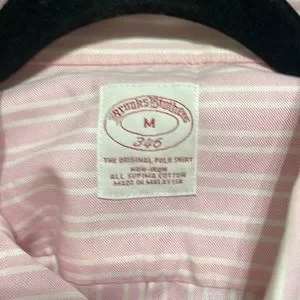 Brooks Brothers
M
346
THE ORIGINAL POLO SHIRT
NON-IRON
ALL SUPIMA COTTON
MADE IN MALAYSIA